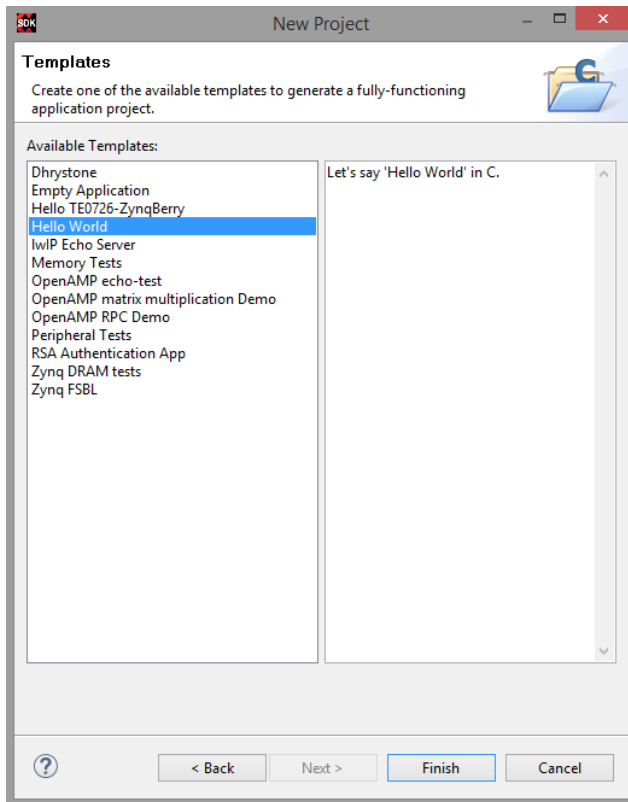 SDK
New Project
Templates
Create one of the available templates to generate a fully-functioning
application project.
Available Templates:
Dhrystone
Empty Application
Hello TE0726-ZynqBerry
Hello World
lwIP Echo Server
Memory Tests
OpenAMP echo-test
OpenAMP matrix multiplication Demo
OpenAMP RPC Demo
Peripheral Tests
RSA Authentication App
Zynq DRAM tests
Zynq FSBL
Let's say 'Hello World' in C.
?
< Back
Next >
Finish
Cancel